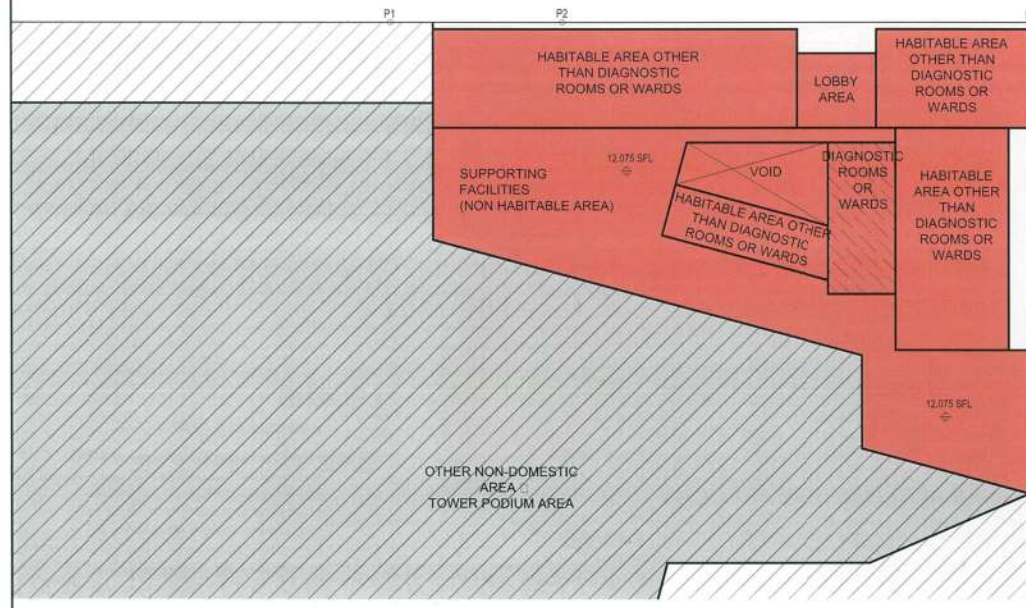 P1
P2
HABITABLE AREA OTHER
THAN DIAGNOSTIC
ROOMS OR WARDS
LOBBY
AREA
HABITABLE AREA
OTHER THAN
DIAGNOSTIC
ROOMS OR
WARDS
12.075 SFL
SUPPORTING
FACILITIES
(NON HABITABLE AREA)
VOID
DIAGNOSTIC
ROOMS
OR
WARDS
HABITABLE AREA OTHER
THAN DIAGNOSTIC
ROOMS OR WARDS
HABITABLE
AREA OTHER
THAN
DIAGNOSTIC
ROOMS OR
WARDS
12.075 SFL
OTHER NON-DOMESTIC
AREA
TOWER PODIUM AREA